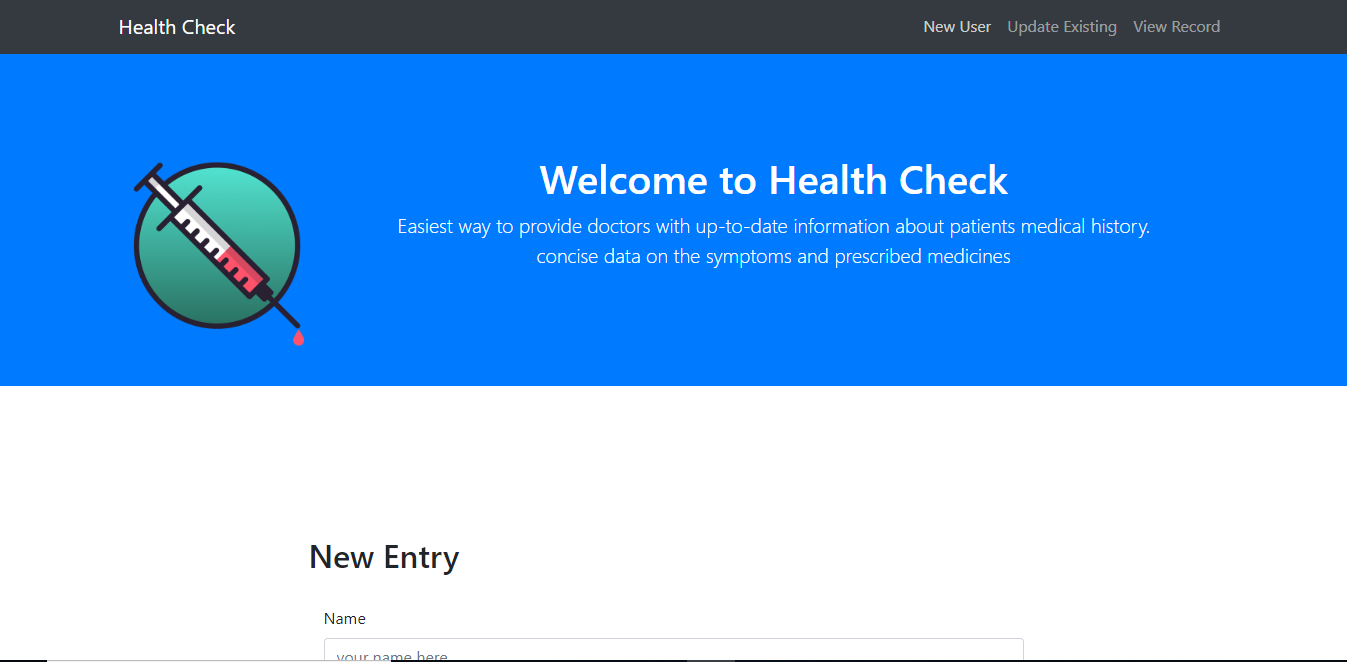 Health Check
New User Update Existing View Record
Welcome to Health Check
Easiest way to provide doctors with up-to-date information about patients medical history.
concise data on the symptoms and prescribed medicines
New Entry
Name
your name here